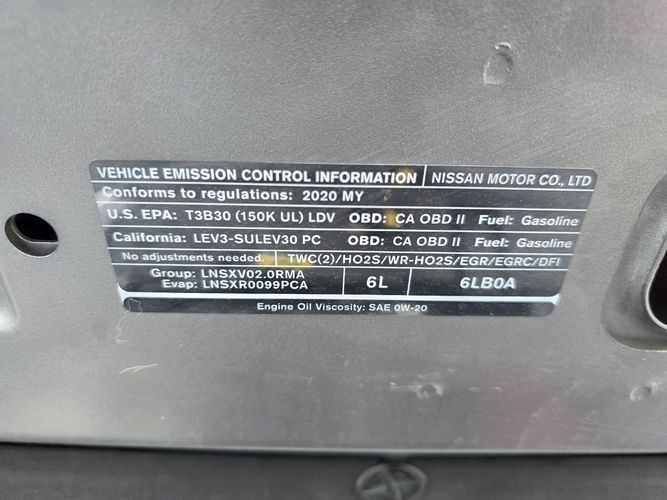 VEHICLE EMISSION CONTROL INFORMATION NISSAN MOTOR CO., LTD
Conforms to regulations: 2020 MY
U.S. EPA: T3B30 (150K UL) LDV OBD: CA OBD II Fuel: Gasoline
California: LEV3-SULEV30 PC OBD: CA OBD II Fuel: Gasoline
No adjustments needed. TWC(2)/HO2S/WR-HO2S/EGR/EGRC/DFI
Group: LNSXV02.0RMA 6L 6LB0A
Evap: LNSXR0099PCA
Engine Oil Viscosity: SAE 0W-20